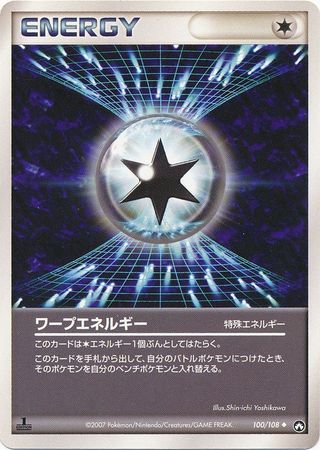 ENERGY
ワープエネルギー 特殊エネルギー
このカードは★エネルギー1個ぶんとしてはたらく。
このカードを手札から出して、自分のバトルポケモンにつけたとき、
そのポケモンを自分のベンチポケモンと入れ替える。
Illus.Shin-ichi Yoshikawa
1
EDITION
©2007 Pokémon/Nintendo/Creatures/GAME FREAK.
100/108 ◆